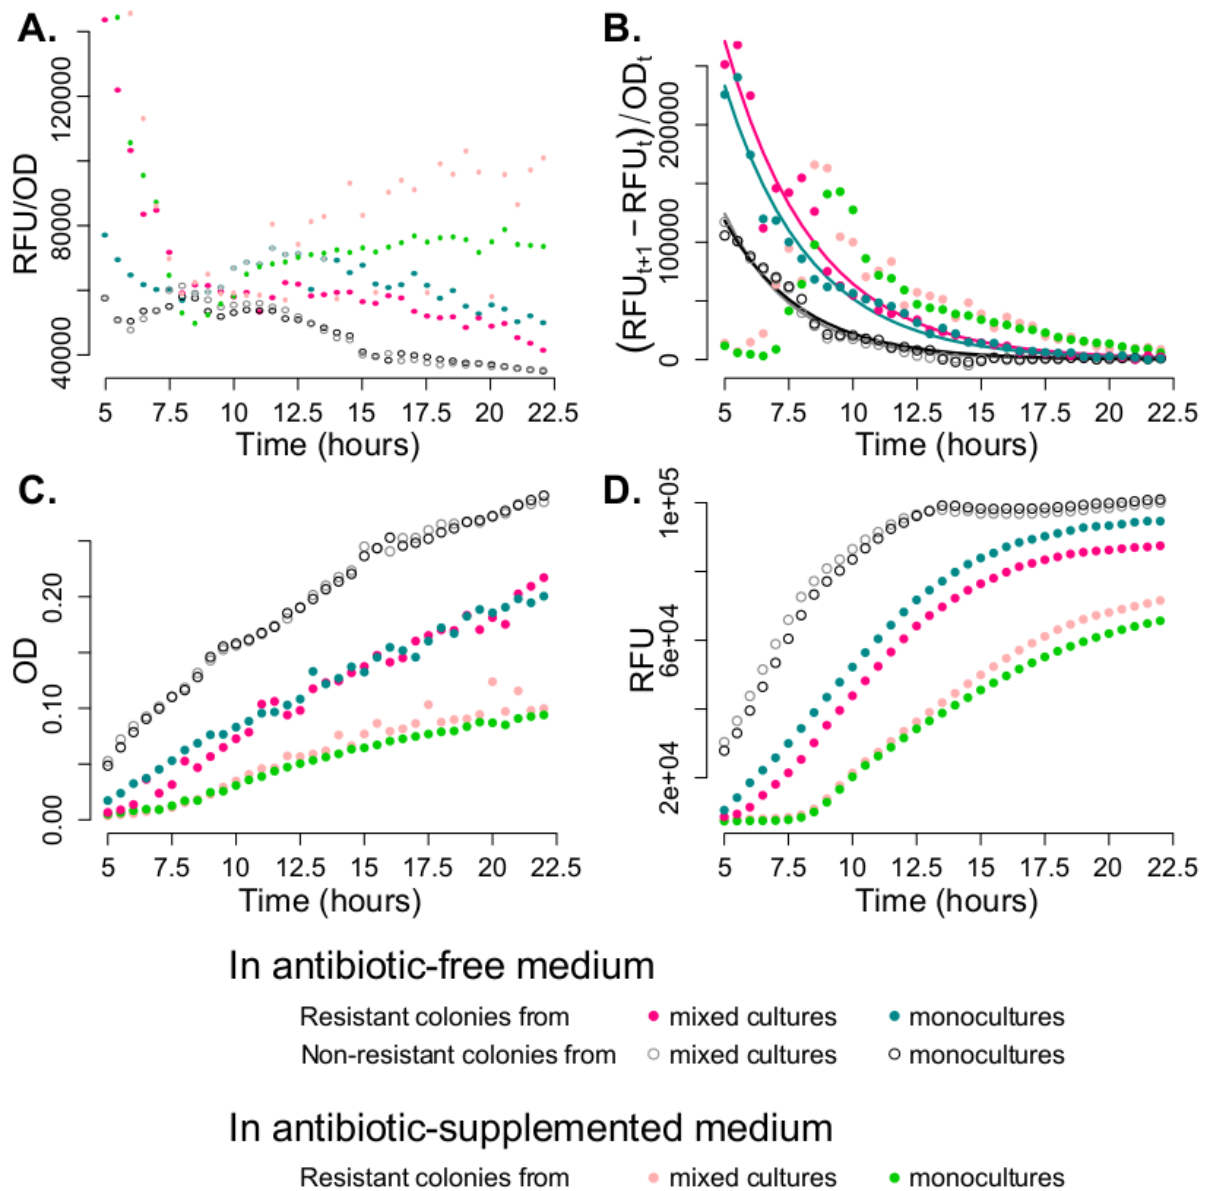 A.
RFU/OD
40000 80000 120000
5 7.5 10 12.5 15 17.5 20 22.5
Time (hours)
B.
(RFUt+1 − RFUt) / ODt
0 100000 200000
5 7.5 10 12.5 15 17.5 20 22.5
Time (hours)
C.
OD
0.00 0.10 0.20
5 7.5 10 12.5 15 17.5 20 22.5
Time (hours)
D.
RFU
2e+04 6e+04 1e+05
5 7.5 10 12.5 15 17.5 20 22.5
Time (hours)
In antibiotic-free medium
Resistant colonies from mixed cultures monocultures
Non-resistant colonies from mixed cultures monocultures
In antibiotic-supplemented medium
Resistant colonies from mixed cultures monocultures